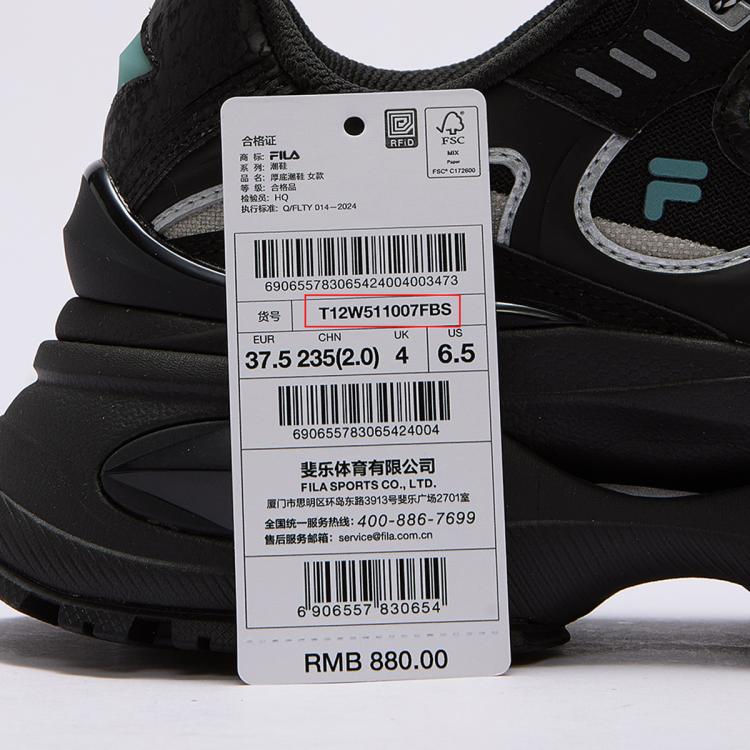 合格证
商 标: FILA
系 列: 潮鞋
品 名: 厚底潮鞋 女款
等 级: 合格品
检验员: HQ
执行标准: Q/FLTY 014-2024
RFiD
FSC
MIX
Paper
FSC® C172600
690655783065424004003473
货号 T12W511007FBS
EUR CHN UK US
37.5 235(2.0) 4 6.5
690655783065424004
斐乐体育有限公司
FILA SPORTS CO., LTD.
厦门市思明区环岛东路3913号斐乐广场2701室
全国统一服务热线: 400-886-7699
售后服务邮箱: service@fila.com.cn
6 906557 830654
RMB 880.00